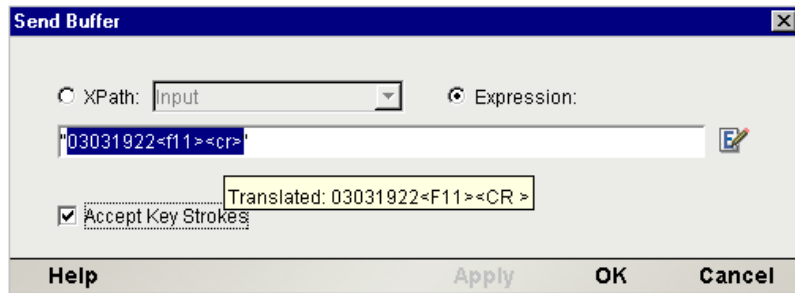 Send Buffer
XPath: Input Expression:
"03031922<f11><cr>"
Translated: 03031922<F11><CR >
Accept Key Strokes
Help Apply OK Cancel